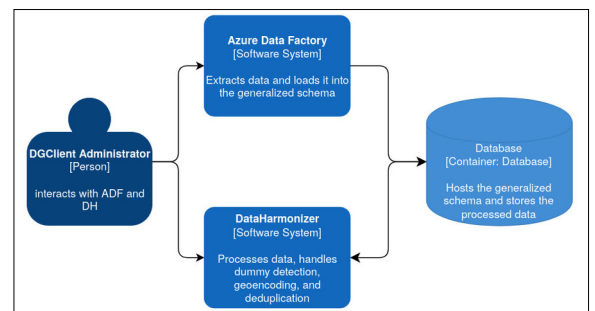 Azure Data Factory
[Software System]
Extracts data and loads it into
the generalized schema
DGClient Administrator
[Person]
interacts with ADF and
DH
Database
[Container: Database]
Hosts the generalized
schema and stores the
processed data
DataHarmonizer
[Software System]
Processes data, handles
dummy detection,
geoencoding, and
deduplication